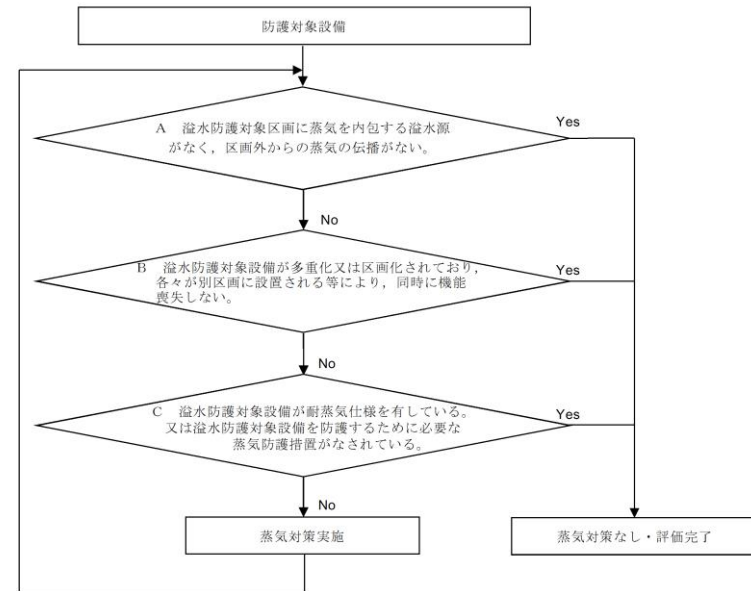 防護対象設備
A 溢水防護対象区画に蒸気を内包する溢水源
がなく，区画外からの蒸気の伝播がない。
Yes
No
B 溢水防護対象設備が多重化又は区画化されており，
各々が別区画に設置される等により，同時に機能
喪失しない。
Yes
No
C 溢水防護対象設備が耐蒸気仕様を有している。
又は溢水防護対象設備を防護するために必要な
蒸気防護措置がなされている。
Yes
No
蒸気対策実施
蒸気対策なし・評価完了